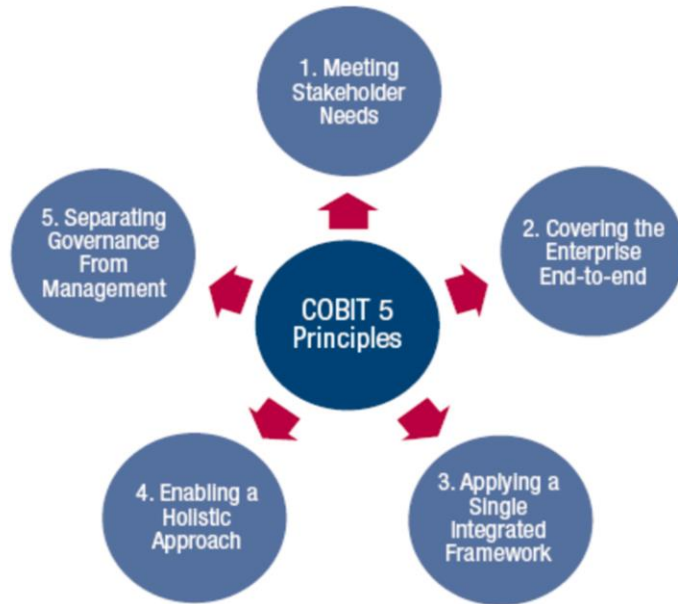 1. Meeting
Stakeholder
Needs
5. Separating
Governance
From
Management
2. Covering the
Enterprise
End-to-end
COBIT 5
Principles
4. Enabling a
Holistic
Approach
3. Applying a
Single
Integrated
Framework